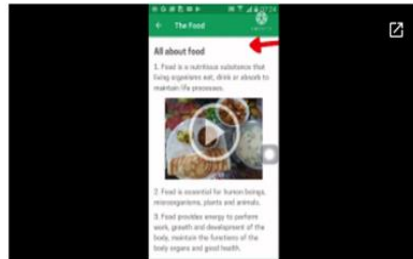 The Food
All about food
1. Food is a nutritious substance that
living organisms eat, drink or absorb to
maintain life processes.
2. Food is essential for human beings,
microorganisms, plants and animals.
3. Food provides energy to perform
work, growth and development of the
body, maintain the functions of the
body organs and good health.